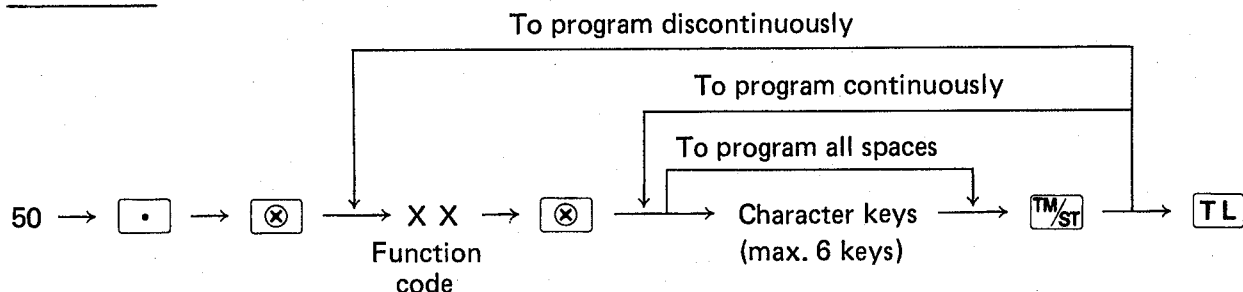 To program discontinuously
To program continuously
To program all spaces
50 → [•] → [⊗] → X X → [⊗] → Character keys → [TM/ST] → [TL]
Function
code
(max. 6 keys)